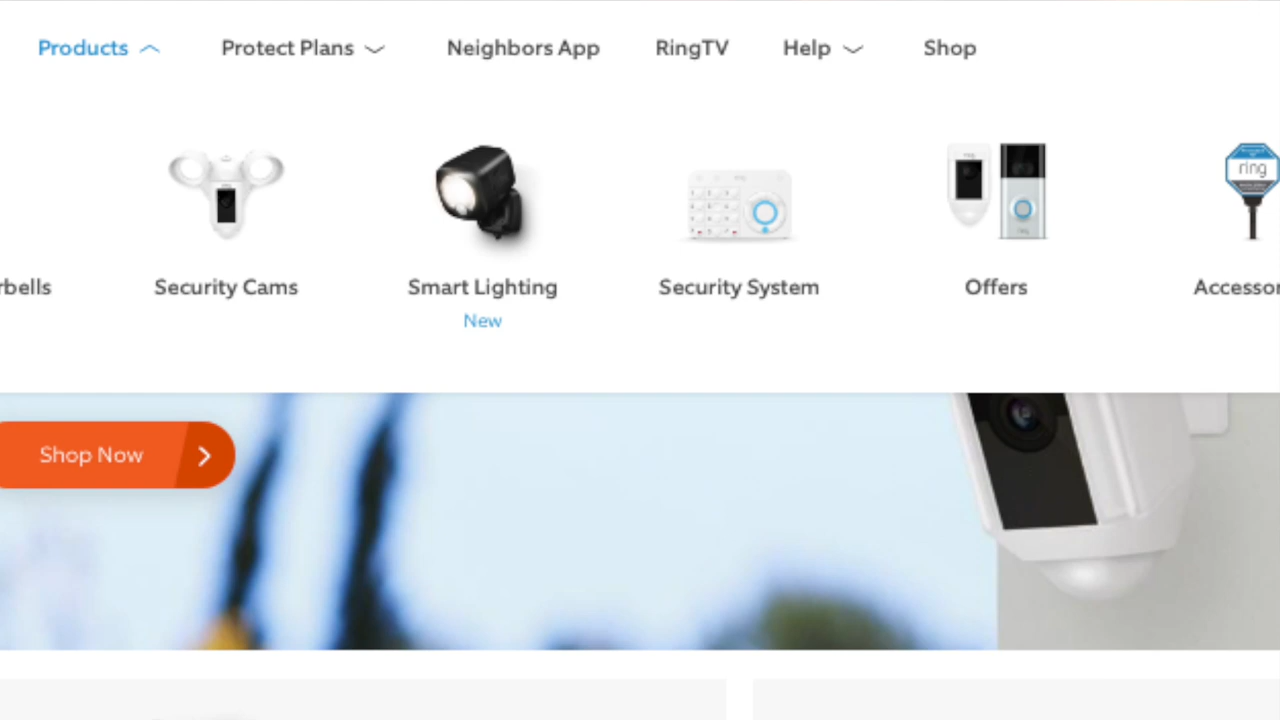 Products Protect Plans Neighbors App RingTV Help Shop
ring
rbells Security Cams Smart Lighting Security System Offers Accessor
New
Shop Now